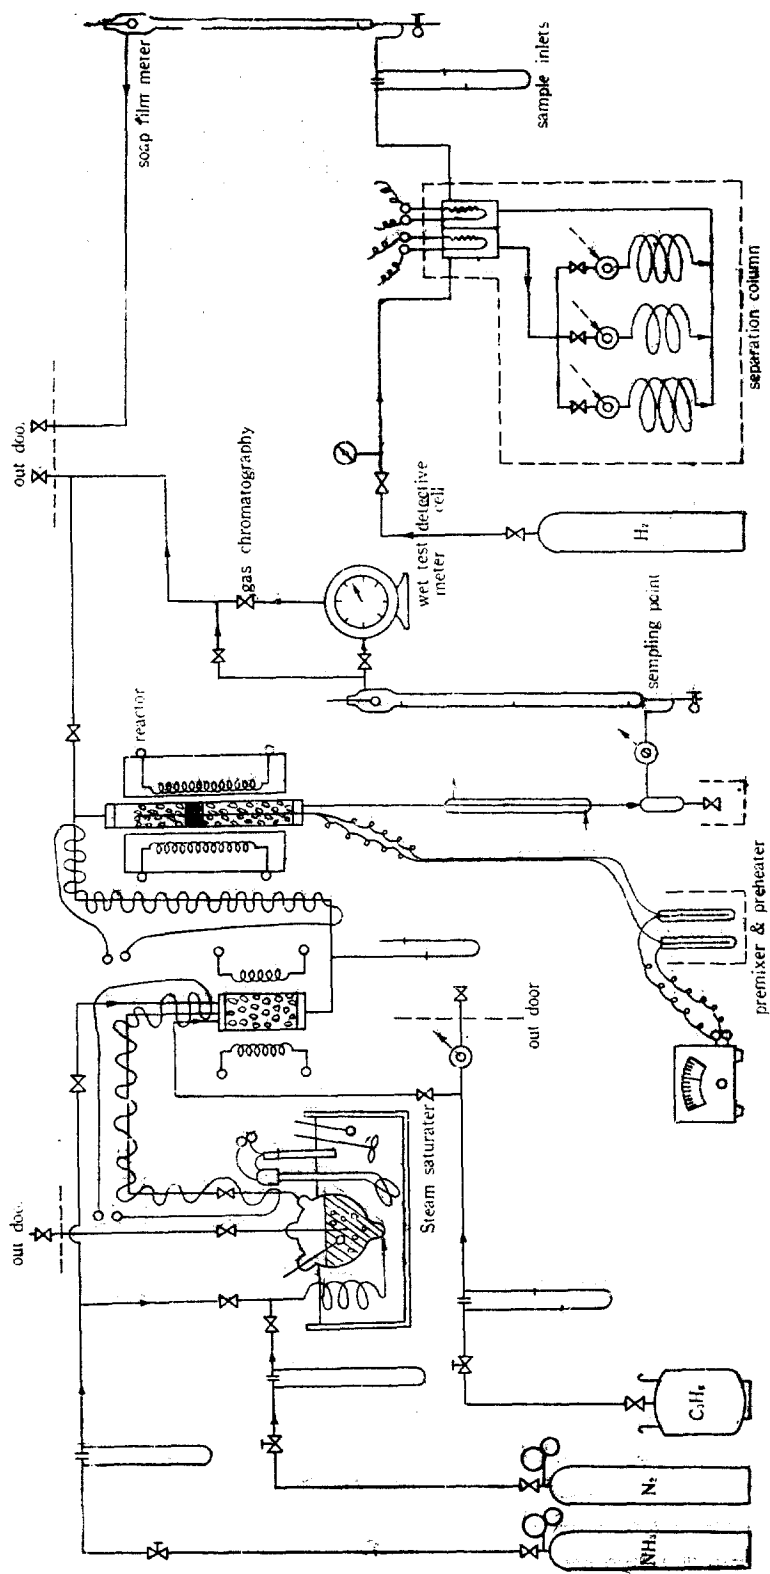 out doo.
out doo.
soap film meter
sample inlets
gas chromatography
wet test detective
meter cell
separation column
H₂
reactor
sempling point
premixer & preheater
out door
Steam saturater
C₃H₆
N₂
NH₃